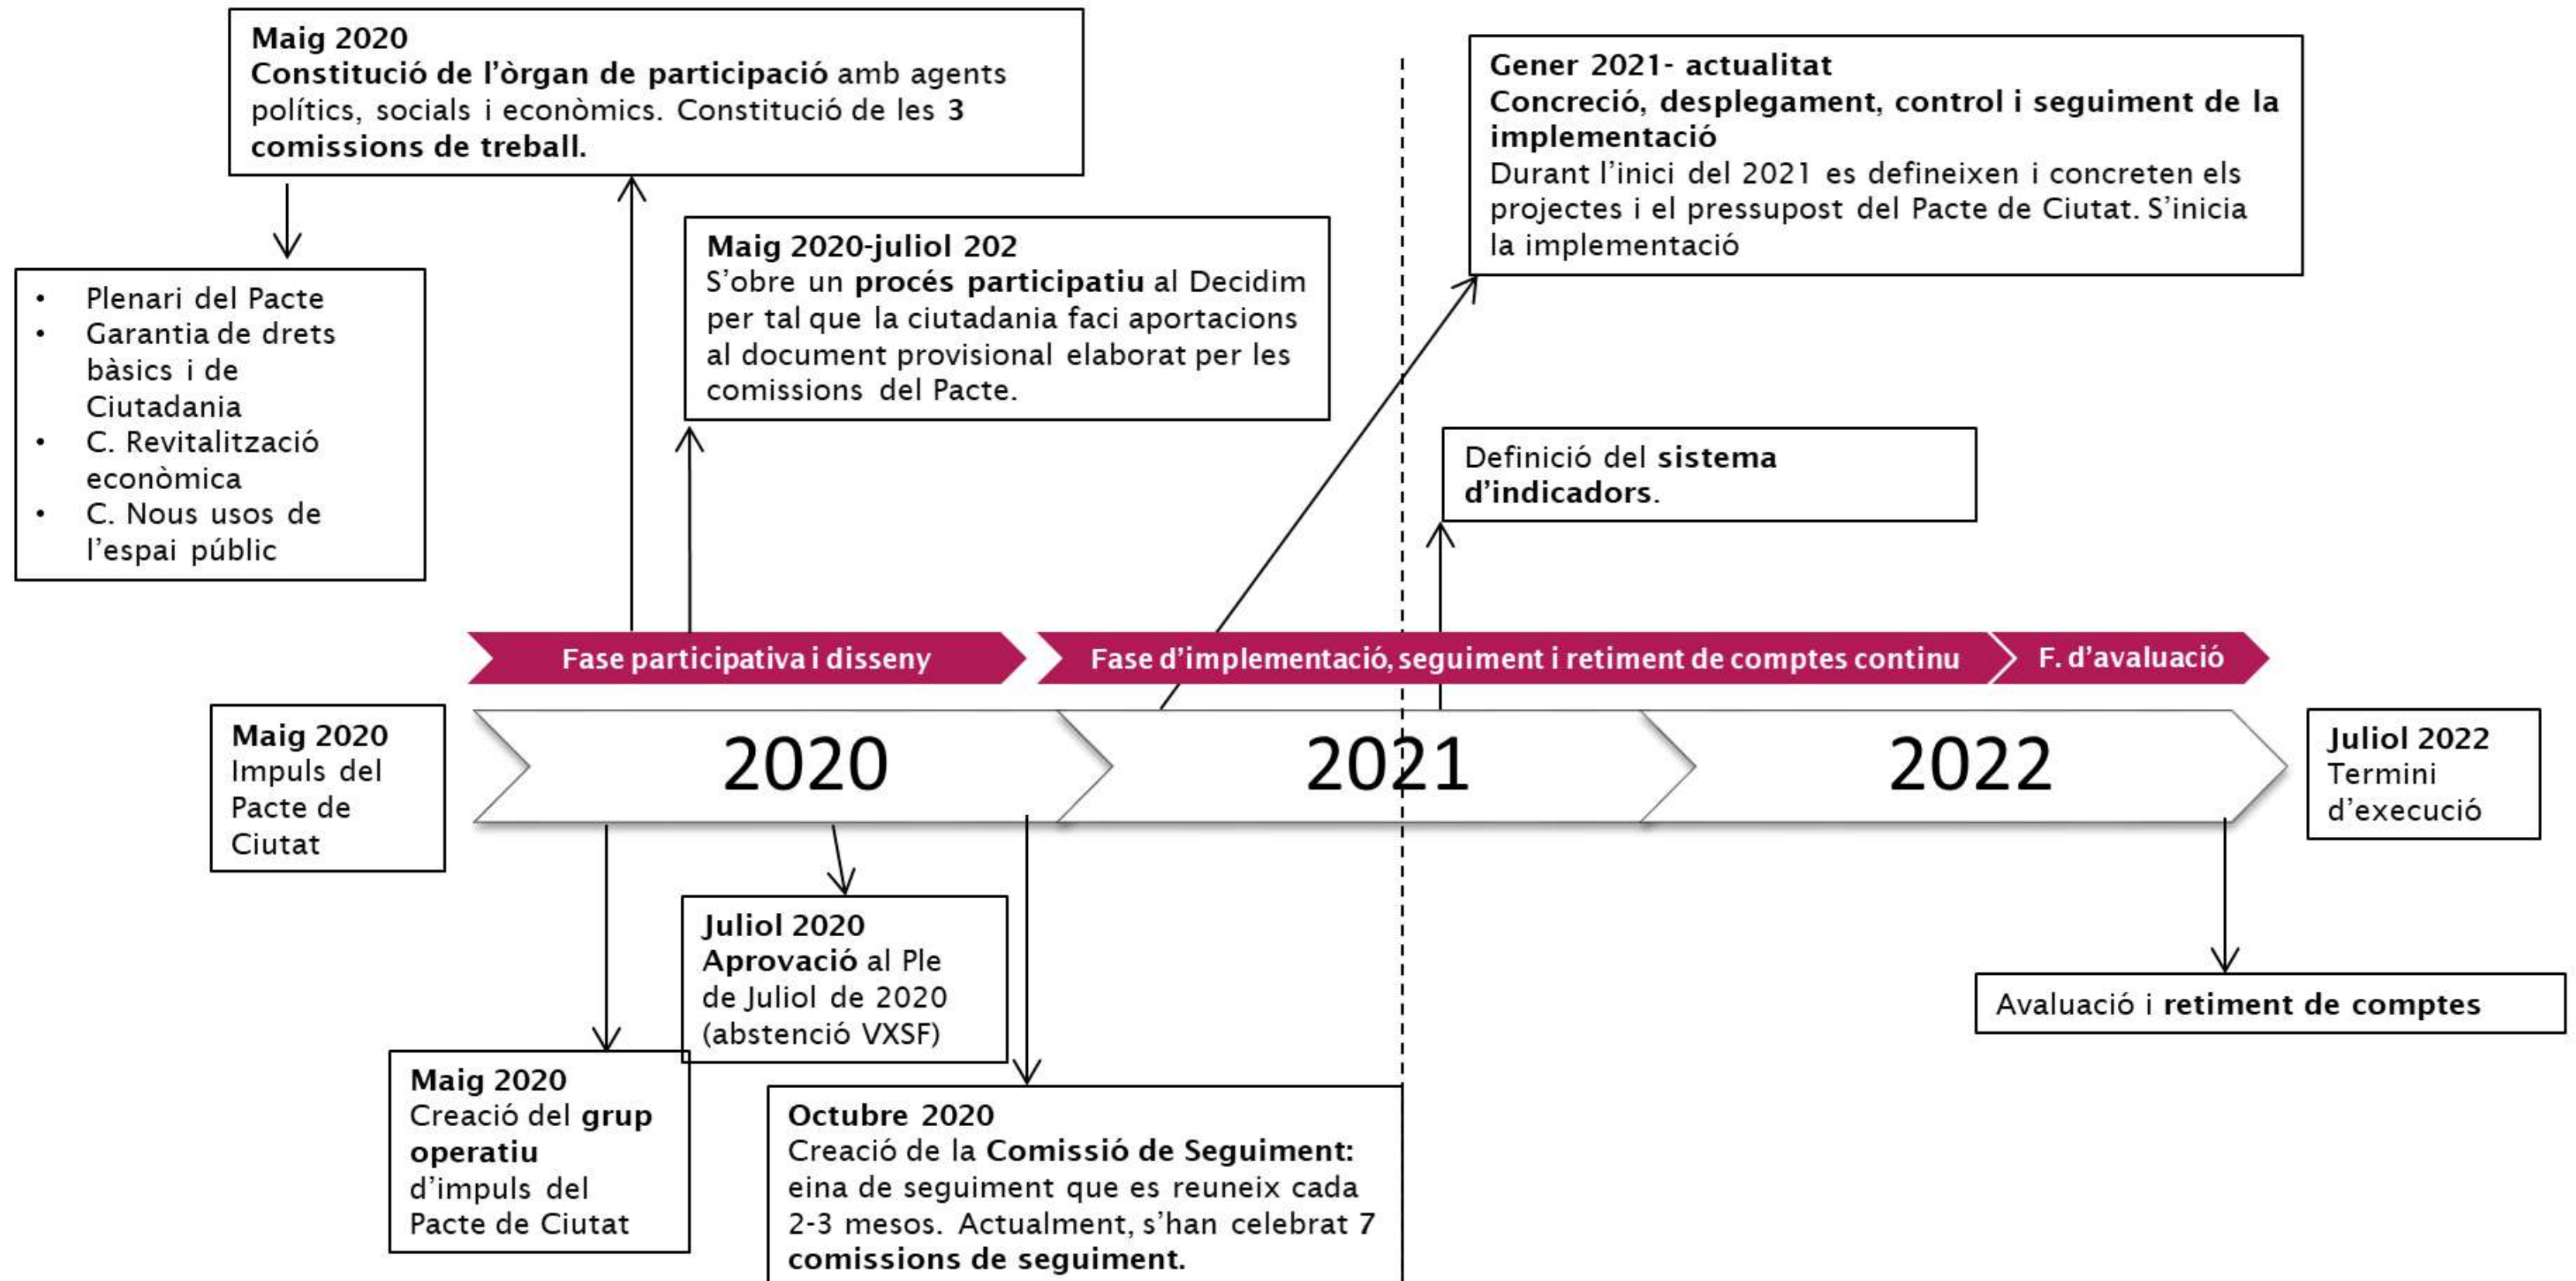 Maig 2020
Constitució de l'òrgan de participació amb agents
polítics, socials i econòmics. Constitució de les 3
comissions de treball.
Gener 2021- actualitat
Concreció, desplegament, control i seguiment de la
implementació
Durant l'inici del 2021 es defineixen i concreten els
projectes i el pressupost del Pacte de Ciutat. S'inicia
la implementació
Maig 2020-juliol 202
S'obre un procés participatiu al Decidim
per tal que la ciutadania faci aportacions
al document provisional elaborat per les
comissions del Pacte.
• Plenari del Pacte
• Garantia de drets
bàsics i de
Ciutadania
• C. Revitalització
econòmica
• C. Nous usos de
l'espai públic
Definició del sistema
d'indicadors.
Fase participativa i disseny
Fase d'implementació, seguiment i retiment de comptes continu
F. d'avaluació
Maig 2020
Impuls del
Pacte de
Ciutat
2020
2021
2022
Juliol 2022
Termini
d'execució
Juliol 2020
Aprovació al Ple
de Juliol de 2020
(abstenció VXSF)
Avaluació i retiment de comptes
Maig 2020
Creació del grup
operatiu
d'impuls del
Pacte de Ciutat
Octubre 2020
Creació de la Comissió de Seguiment:
eina de seguiment que es reuneix cada
2-3 mesos. Actualment, s'han celebrat 7
comissions de seguiment.